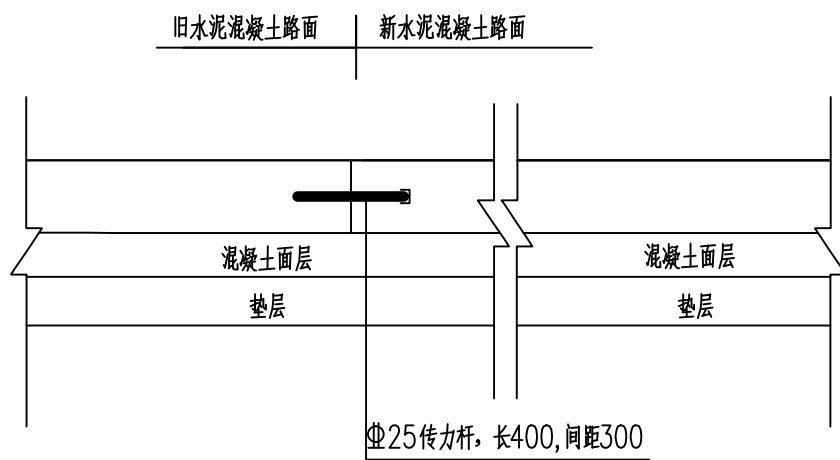 旧水泥混凝土路面 新水泥混凝土路面
混凝土面层 混凝土面层
垫层 垫层
Φ25传力杆，长400,间距300